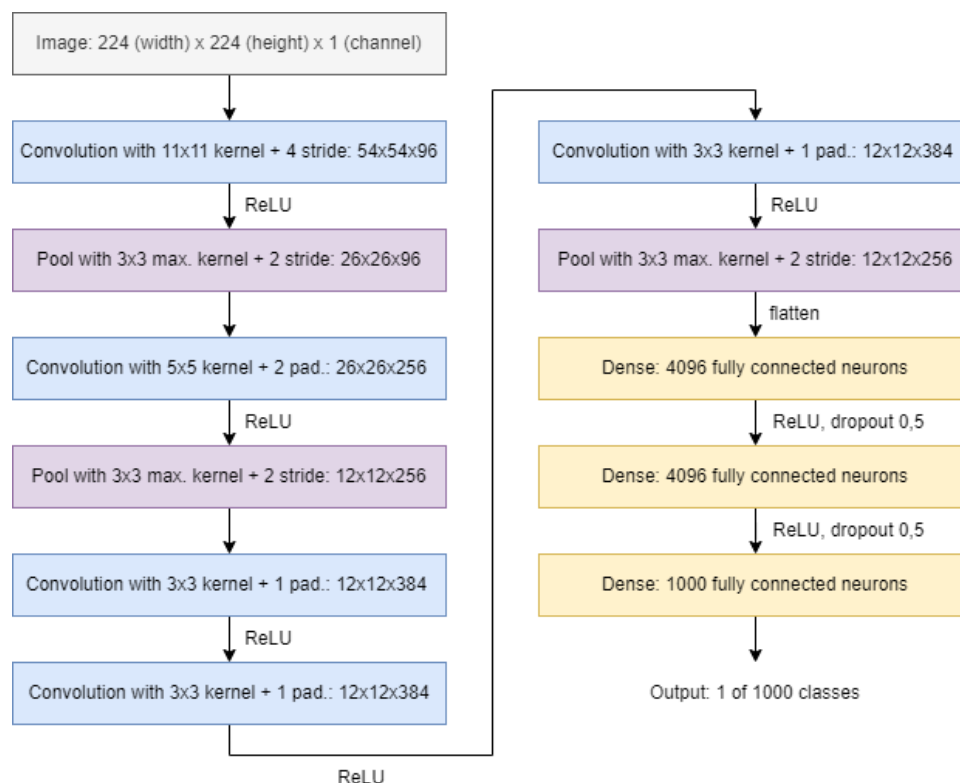 Image: 224 (width) x 224 (height) x 1 (channel)
Convolution with 11x11 kernel + 4 stride: 54x54x96
ReLU
Pool with 3x3 max. kernel + 2 stride: 26x26x96
Convolution with 5x5 kernel + 2 pad.: 26x26x256
ReLU
Pool with 3x3 max. kernel + 2 stride: 12x12x256
Convolution with 3x3 kernel + 1 pad.: 12x12x384
ReLU
Convolution with 3x3 kernel + 1 pad.: 12x12x384
ReLU
Convolution with 3x3 kernel + 1 pad.: 12x12x384
ReLU
Pool with 3x3 max. kernel + 2 stride: 12x12x256
flatten
Dense: 4096 fully connected neurons
ReLU, dropout 0,5
Dense: 4096 fully connected neurons
ReLU, dropout 0,5
Dense: 1000 fully connected neurons
Output: 1 of 1000 classes